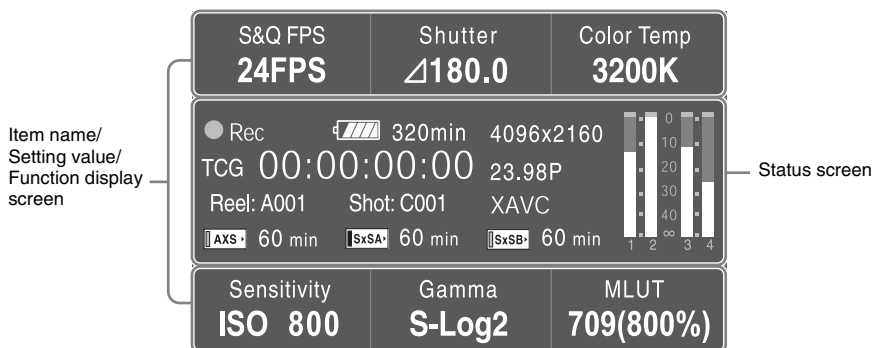 S&Q FPS Shutter Color Temp
24FPS ⊿180.0 3200K
Item name/
Setting value/
Function display
screen
Rec 320min 4096x2160
TCG 00:00:00:00 23.98P
Reel: A001 Shot: C001 XAVC
AXS 60 min SxSA 60 min SxSB 60 min
0
10
20
30
40
∞
1 2 3 4
Status screen
Sensitivity Gamma MLUT
ISO 800 S-Log2 709(800%)